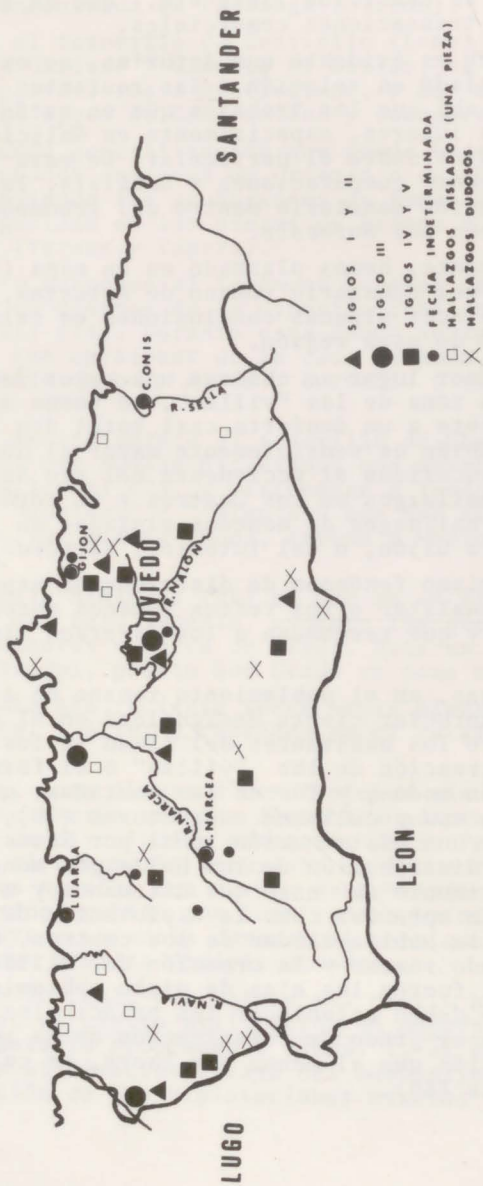 SANTANDER
C.ONIS
R. SELLA
GIJON
OVIEDO
R.NALON
R.NARCEA
C.NARCEA
LUARCA
R.NAVIA
LUGO
LEON
SIGLOS I Y II
SIGLO III
SIGLOS IV Y V
FECHA INDETERMINADA
HALLAZGOS AISLADOS (UNA PIEZA)
HALLAZGOS DUDOSOS